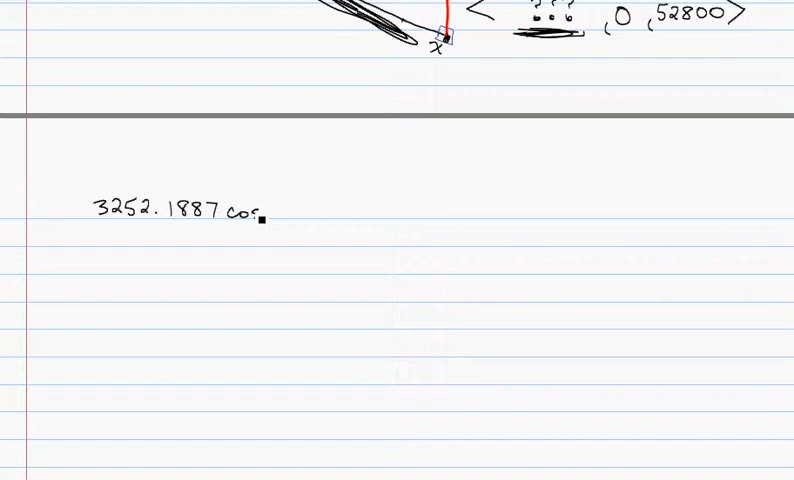 < ???,0,52800>
x
3252.1887 cos